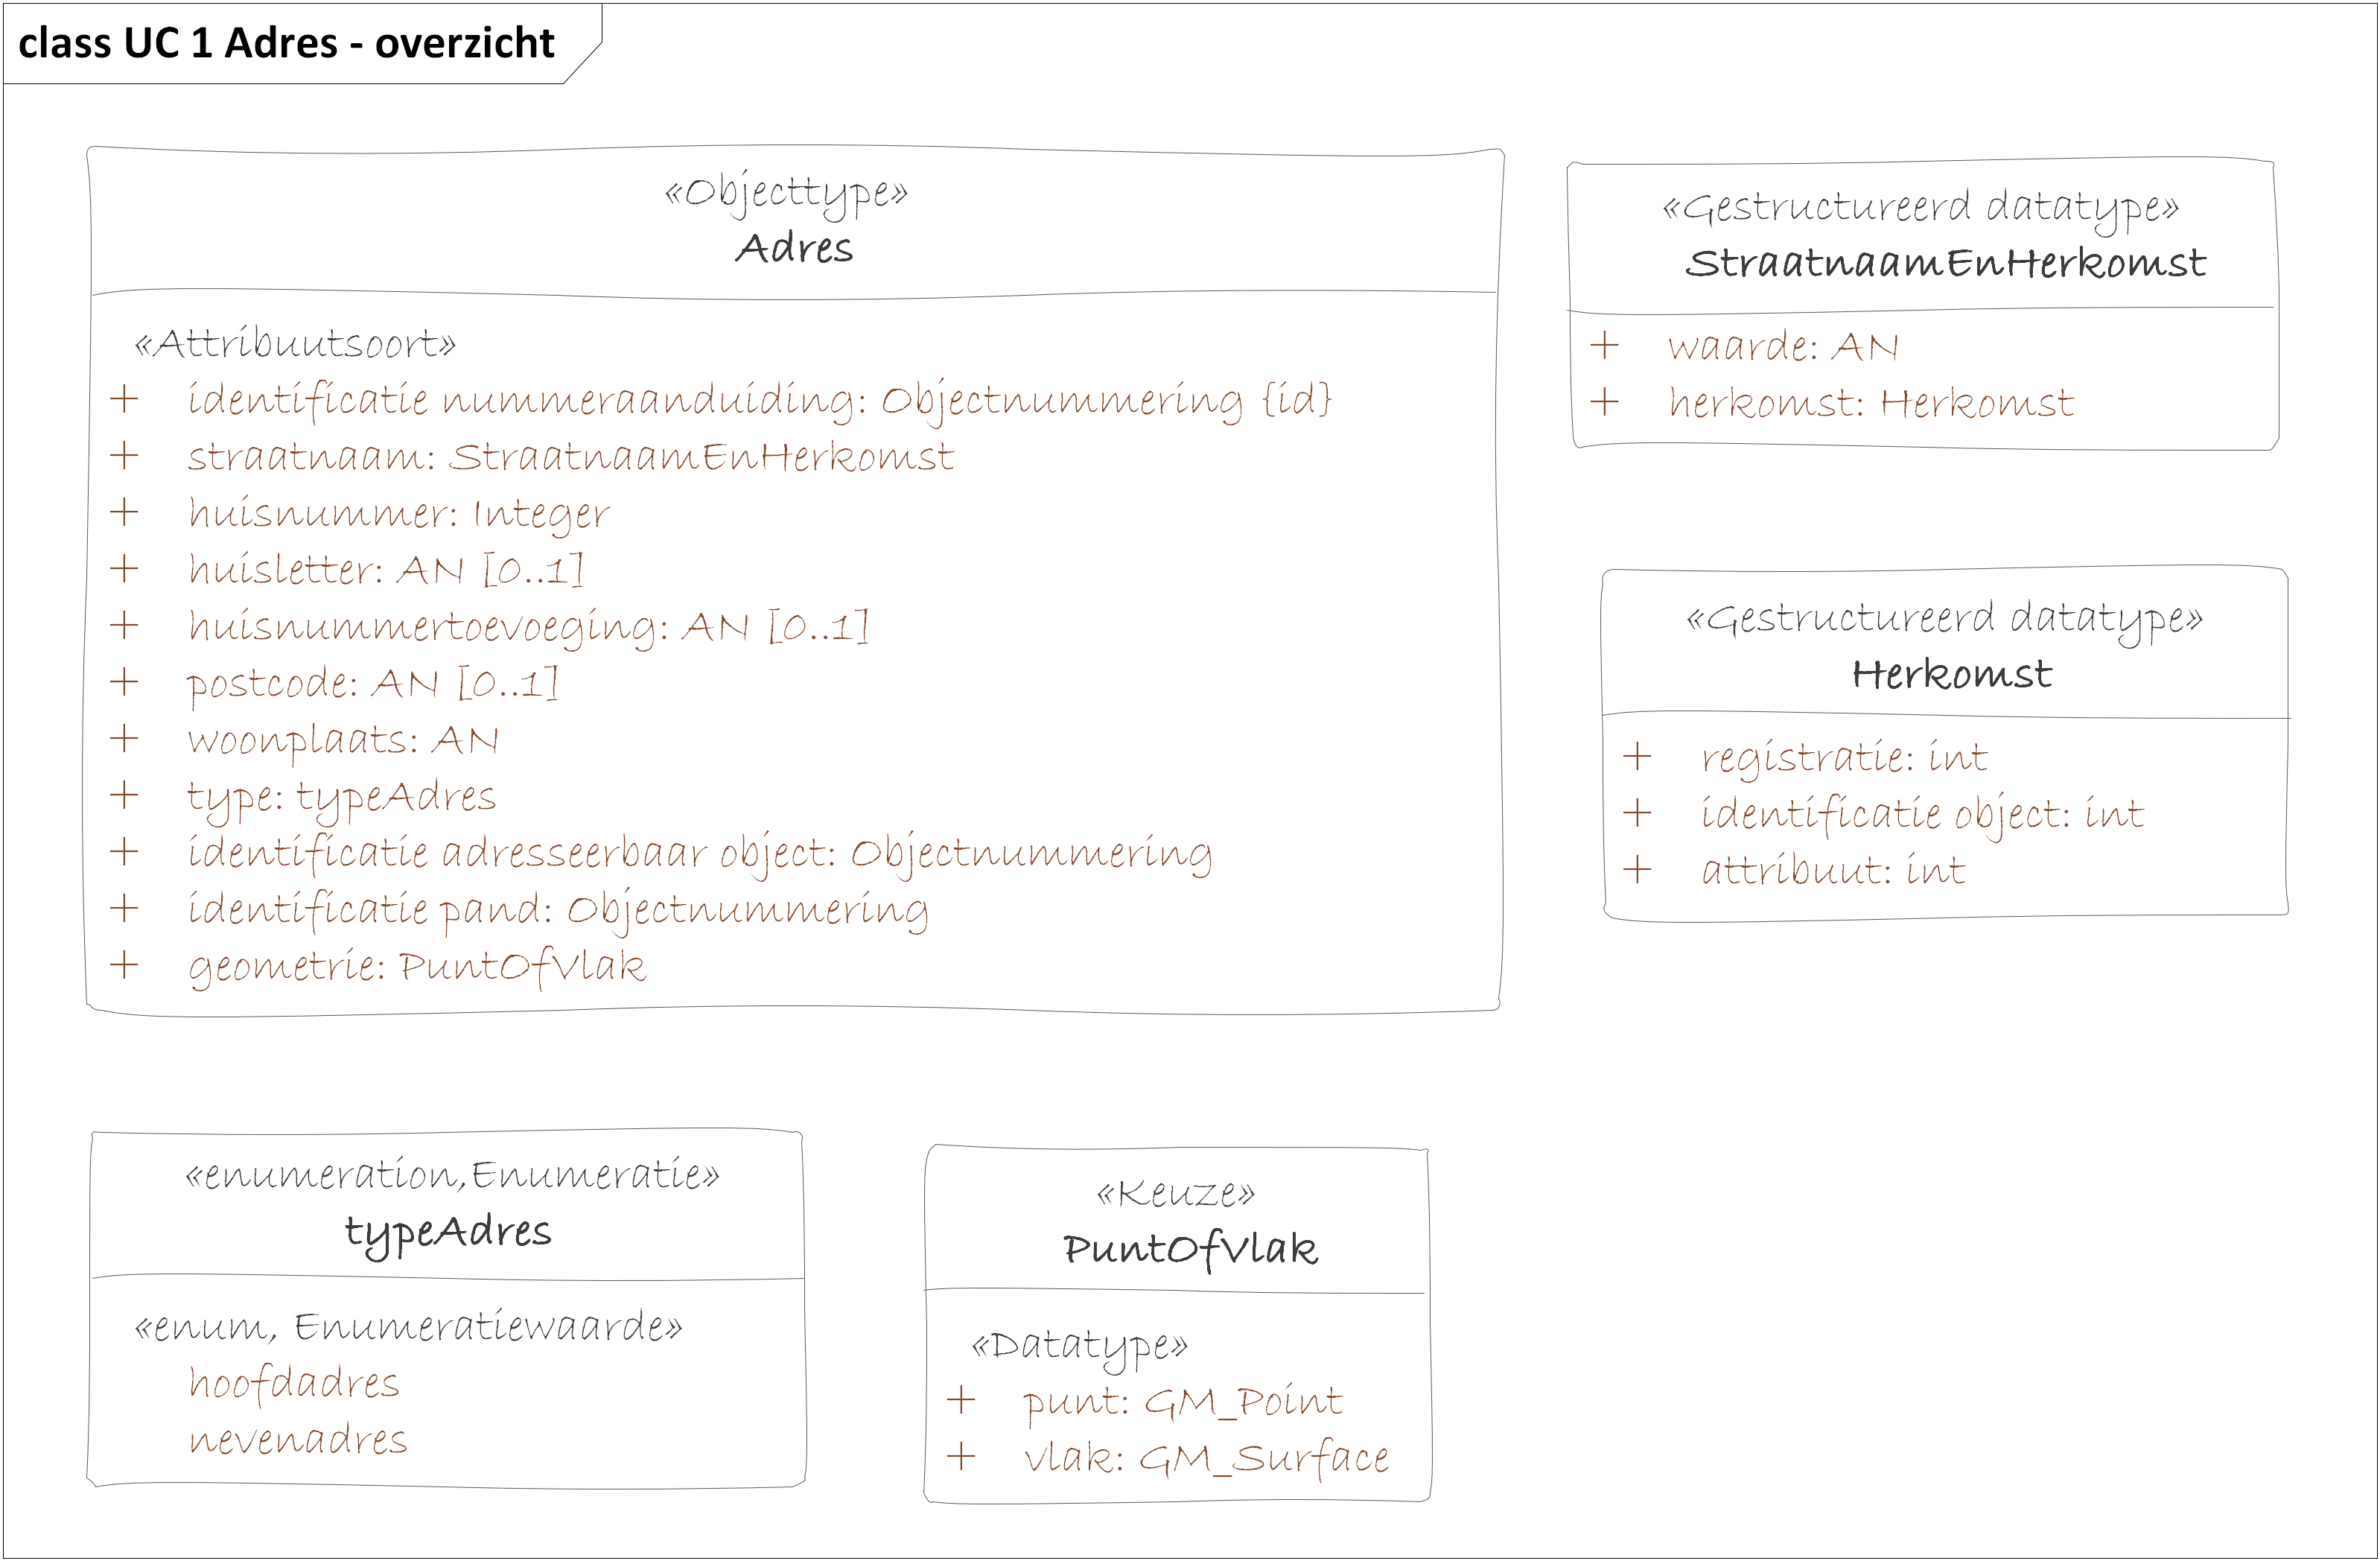 class UC 1 Adres - overzicht
«Objecttype»
Adres
«Attribuutsoort»
+ identificatie nummeraanduiding: Objectnummering {id}
+ straatnaam: StraatnaamEnHerkomst
+ huisnummer: Integer
+ huisletter: AN [0..1]
+ huisnummertoevoeging: AN [0..1]
+ postcode: AN [0..1]
+ woonplaats: AN
+ type: typeAdres
+ identificatie adresseerbaar object: Objectnummering
+ identificatie pand: Objectnummering
+ geometrie: PuntOfVlak
«Gestructureerd datatype»
StraatnaamEnHerkomst
+ waarde: AN
+ herkomst: Herkomst
«Gestructureerd datatype»
Herkomst
+ registratie: int
+ identificatie object: int
+ attribuut: int
«enumeration,Enumeratie»
typeAdres
«enum, Enumeratiewaarde»
hoofdadres
nevenadres
«Keuze»
PuntOfVlak
«Datatype»
+ punt: GM_Point
+ vlak: GM_Surface